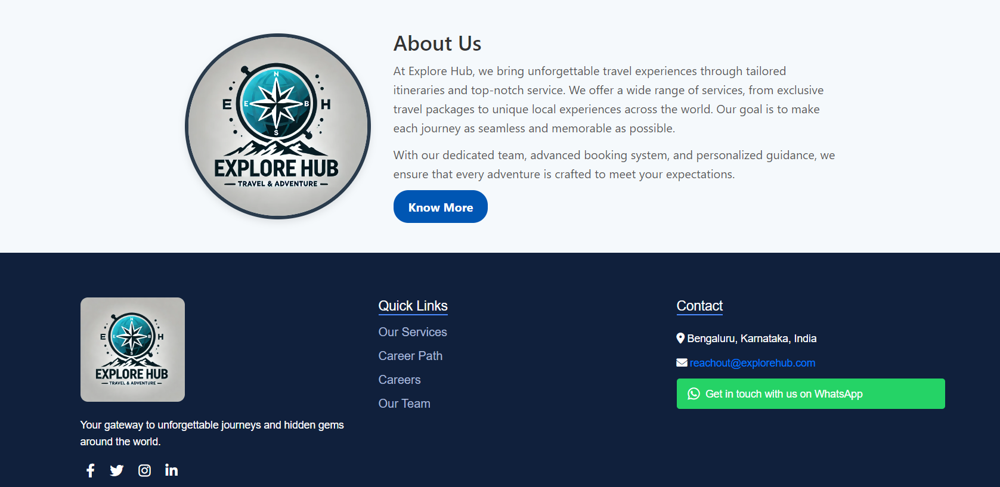 N
E H
E B
S
EXPLORE HUB
TRAVEL & ADVENTURE
About Us
At Explore Hub, we bring unforgettable travel experiences through tailored
itineraries and top-notch service. We offer a wide range of services, from exclusive
travel packages to unique local experiences across the world. Our goal is to make
each journey as seamless and memorable as possible.
With our dedicated team, advanced booking system, and personalized guidance, we
ensure that every adventure is crafted to meet your expectations.
Know More
N
E H
E B
S
EXPLORE HUB
TRAVEL & ADVENTURE
Your gateway to unforgettable journeys and hidden gems
around the world.
Quick Links
Our Services
Career Path
Careers
Our Team
Contact
Bengaluru, Karnataka, India
reachout@explorehub.com
Get in touch with us on WhatsApp